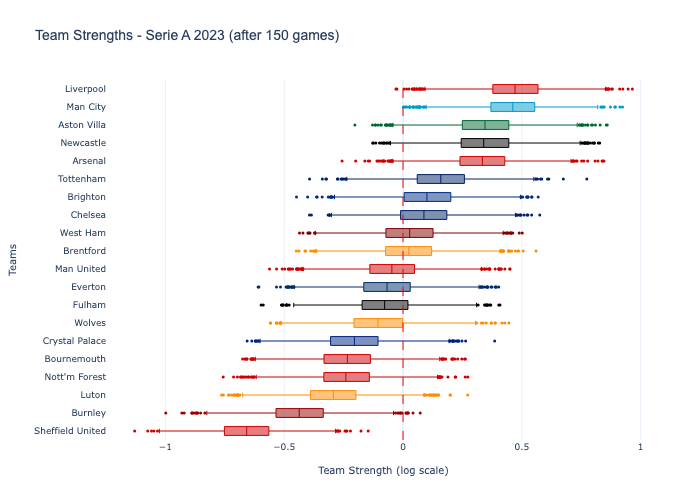 Team Strengths - Serie A 2023 (after 150 games)
Liverpool
Man City
Aston Villa
Newcastle
Arsenal
Tottenham
Brighton
Chelsea
West Ham
Brentford
Man United
Everton
Fulham
Wolves
Crystal Palace
Bournemouth
Nott'm Forest
Luton
Burnley
Sheffield United
Teams
−1 −0.5 0 0.5 1
Team Strength (log scale)